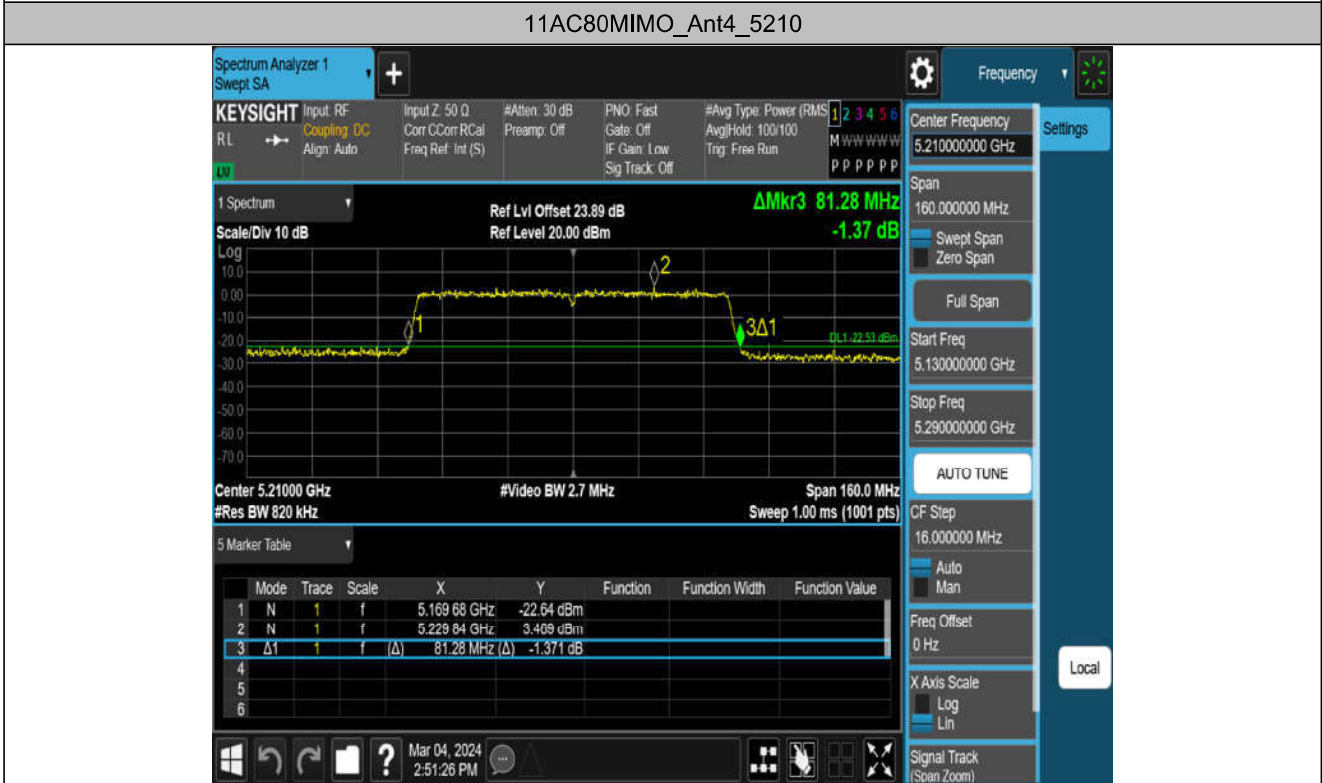 11AC80MIMO_Ant4_5210
Spectrum Analyzer 1
Swept SA
Frequency
KEYSIGHT
RL
LXI
Input: RF
Coupling: DC
Align: Auto
Input Z: 50 Ω
Corr CCorr RCal
Freq Ref: Int (S)
#Atten: 30 dB
Preamp: Off
PNO: Fast
Gate: Off
IF Gain: Low
Sig Track: Off
#Avg Type: Power (RMS
Avg|Hold: 100/100
Trig: Free Run
1 2 3 4 5 6
M W W W W W
P P P P P P
Center Frequency
5.210000000 GHz
Settings
1 Spectrum
Ref Lvl Offset 23.89 dB
ΔMkr3 81.28 MHz
Scale/Div 10 dB
Ref Level 20.00 dBm
-1.37 dB
Log
10.0
0.00
-10.0
-20.0
-30.0
-40.0
-50.0
-60.0
-70.0
1
2
3Δ1
DL1 -22.53 dBm
Center 5.21000 GHz
#Video BW 2.7 MHz
Span 160.0 MHz
#Res BW 820 kHz
Sweep 1.00 ms (1001 pts)
Span
160.000000 MHz
Swept Span
Zero Span
Full Span
Start Freq
5.130000000 GHz
Stop Freq
5.290000000 GHz
AUTO TUNE
CF Step
16.000000 MHz
Auto
Man
Freq Offset
0 Hz
X Axis Scale
Log
Lin
Signal Track
(Span Zoom)
Local
5 Marker Table
Mode Trace Scale X Y Function Function Width Function Value
1 N 1 f 5.169 68 GHz -22.64 dBm
2 N 1 f 5.229 84 GHz 3.469 dBm
3 Δ1 1 f (Δ) 81.28 MHz (Δ) -1.371 dB
4
5
6
?
Mar 04, 2024
2:51:26 PM